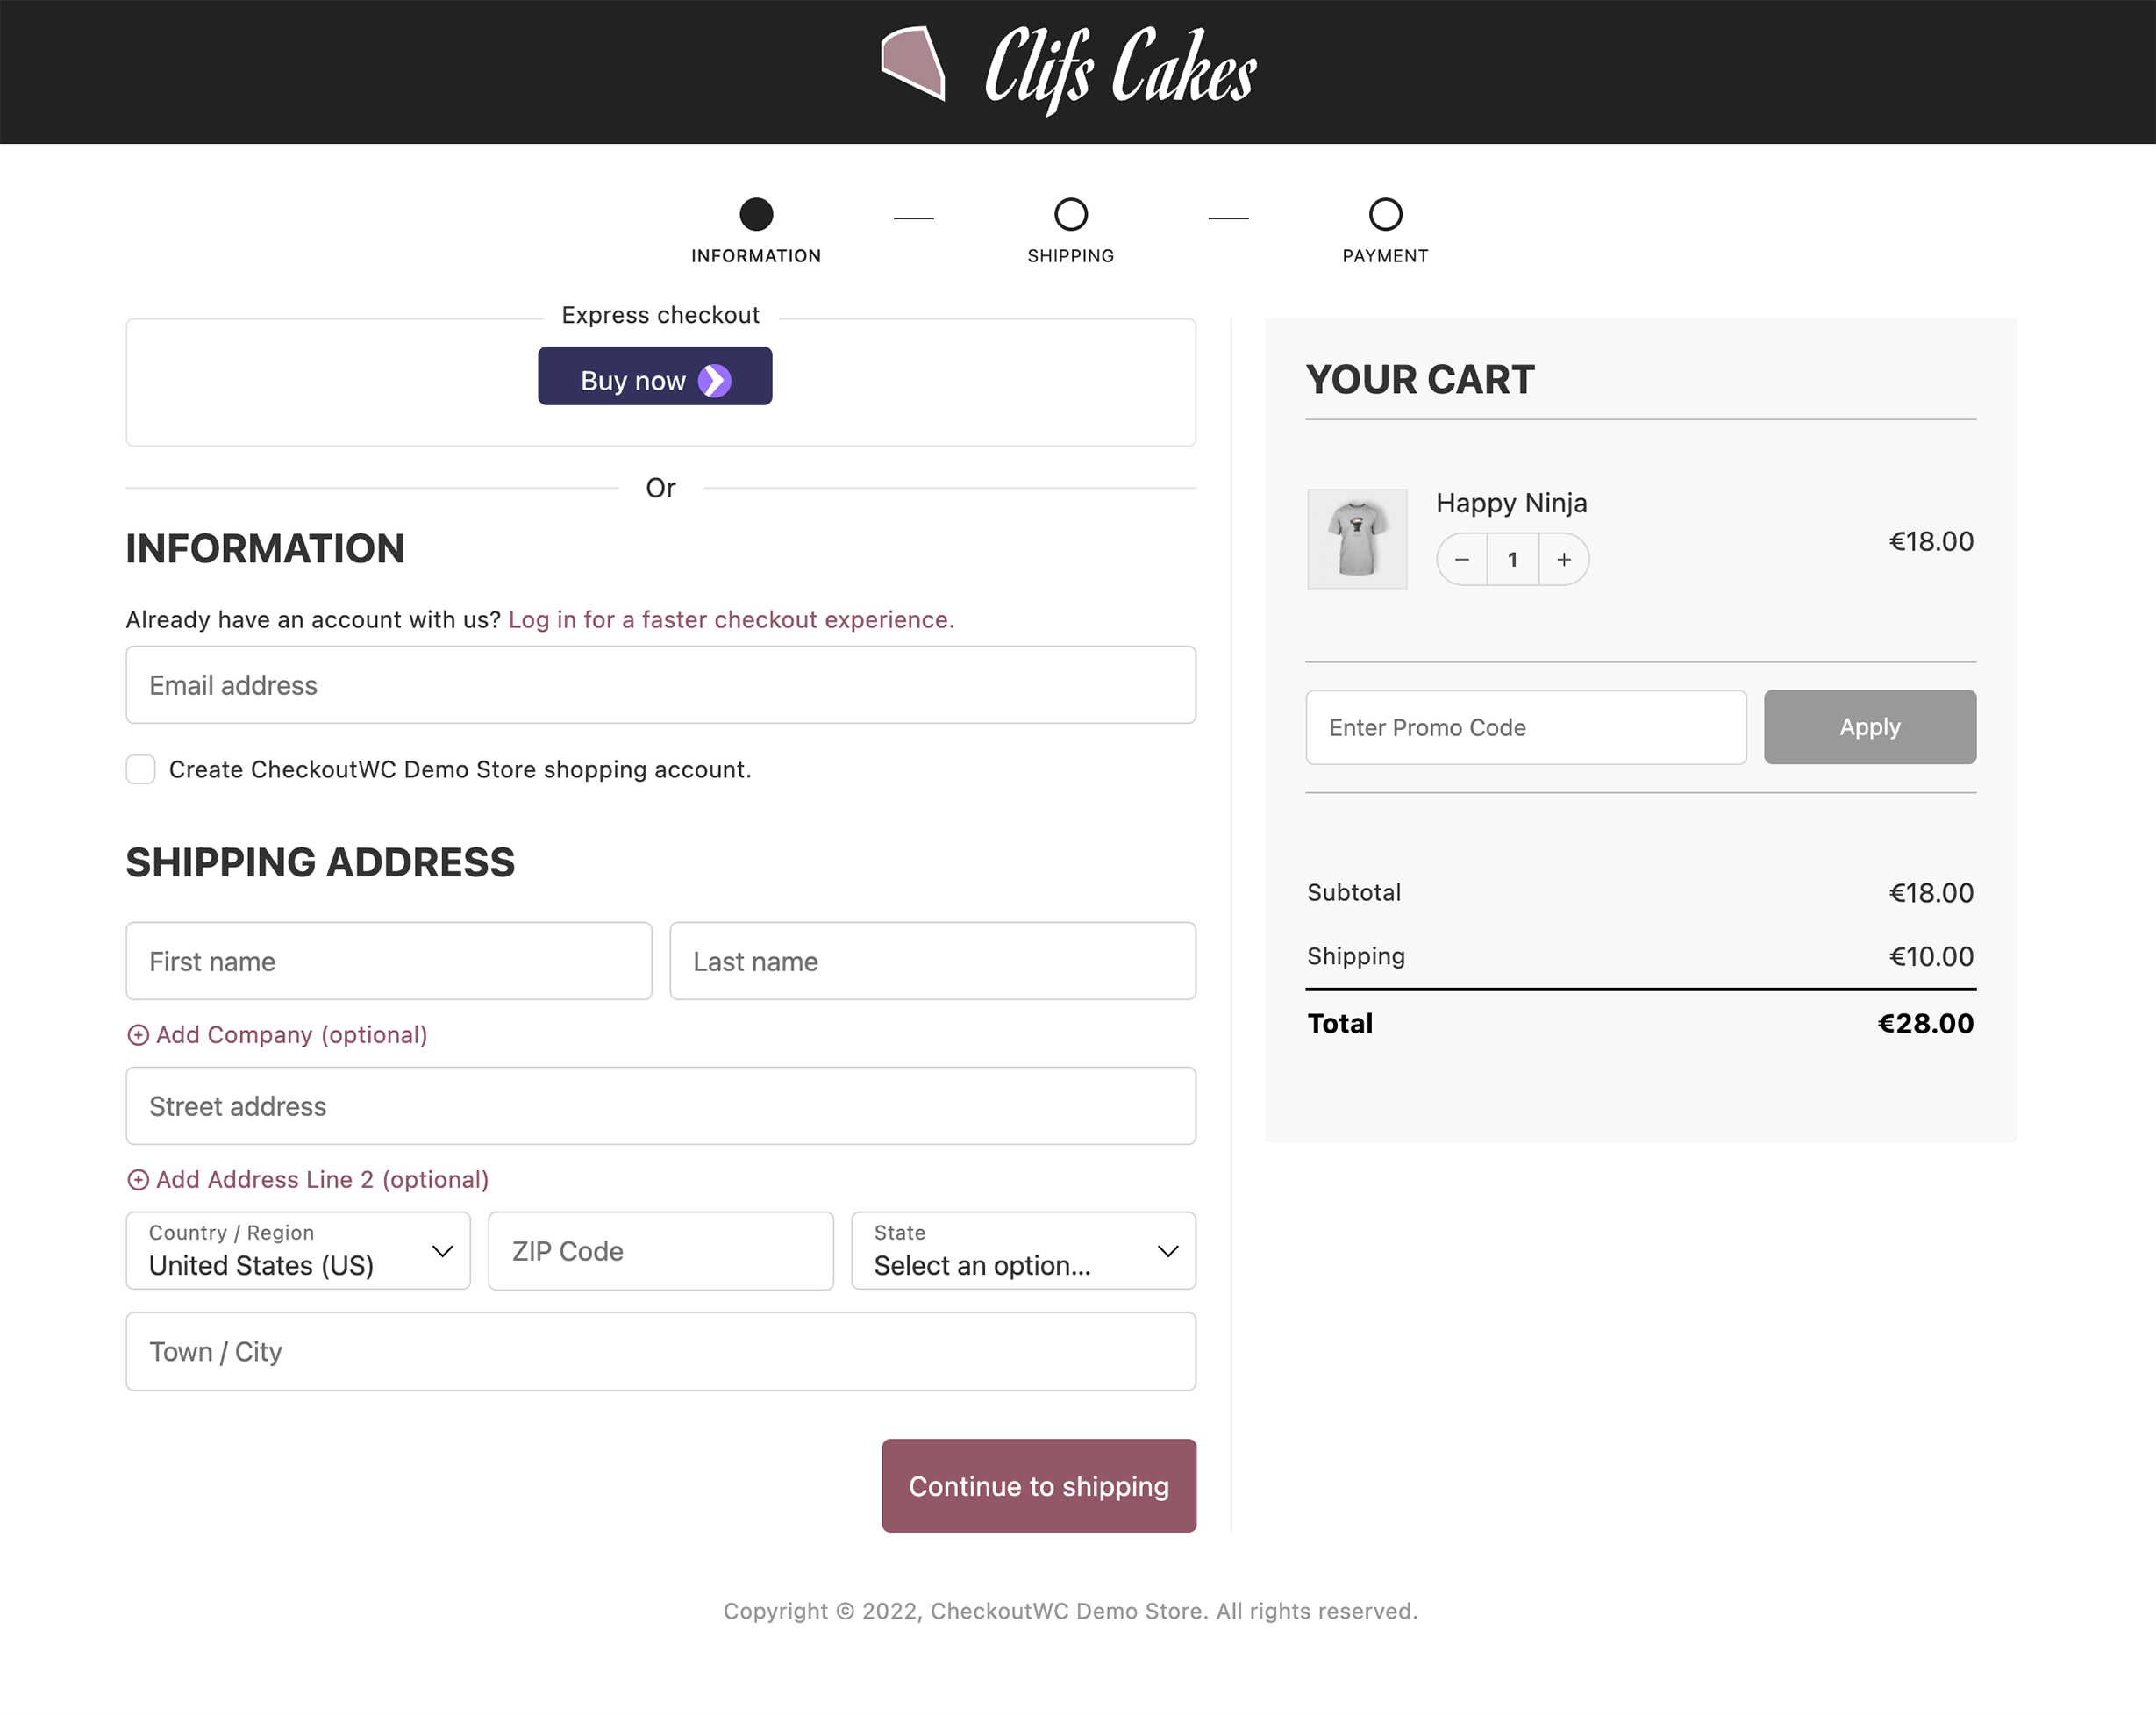 Clifs Cakes
INFORMATION
SHIPPING
PAYMENT
Express checkout
Buy now
Or
INFORMATION
Already have an account with us? Log in for a faster checkout experience.
Email address
Create CheckoutWC Demo Store shopping account.
SHIPPING ADDRESS
First name
Last name
Add Company (optional)
Street address
Add Address Line 2 (optional)
Country / Region
United States (US)
ZIP Code
State
Select an option...
Town / City
Continue to shipping
YOUR CART
Happy Ninja
− 1 +
€18.00
Enter Promo Code
Apply
Subtotal €18.00
Shipping €10.00
Total €28.00
Copyright © 2022, CheckoutWC Demo Store. All rights reserved.